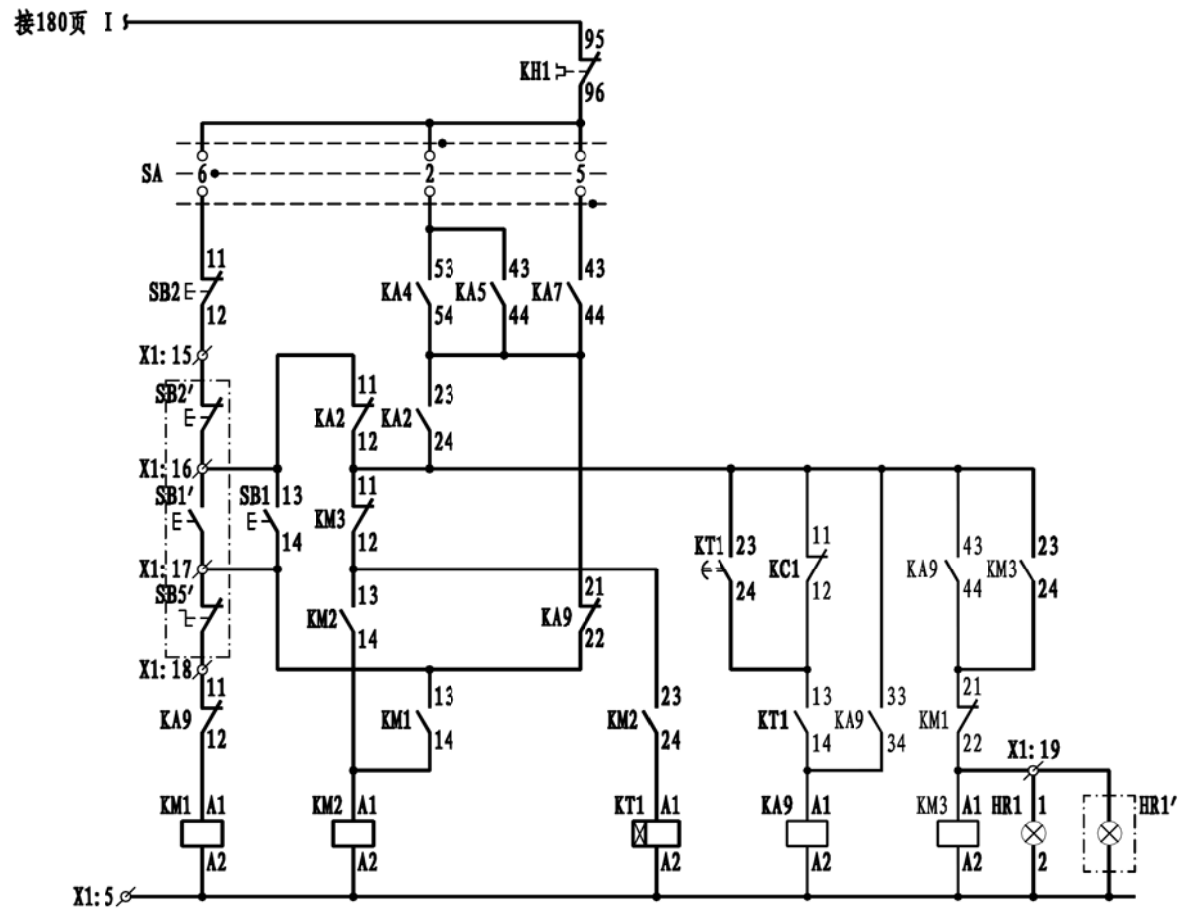 接180页 I
95
KH1
96
SA 6 2 5
11 53 43 43
SB2 KA4 KA5 KA7
12 54 44 44
X1:15
SB2′ 11 23
KA2 KA2
12 24
X1:16
SB1′ SB1 13 11 KT1 23 11 43 23
KM3 KC1 KA9 KM3
14 12 24 12 44 24
X1:17
SB5′ 13 21
KM2 KA9
14 22
X1:18
11 13 23 13 33 21
KA9 KM1 KM2 KT1 KA9 KM1
12 14 24 14 34 22
X1:19
KM1 A1 KM2 A1 KT1 A1 KA9 A1 KM3 A1 HR1 1 HR1′
A2 A2 A2 A2 A2 2
X1:5